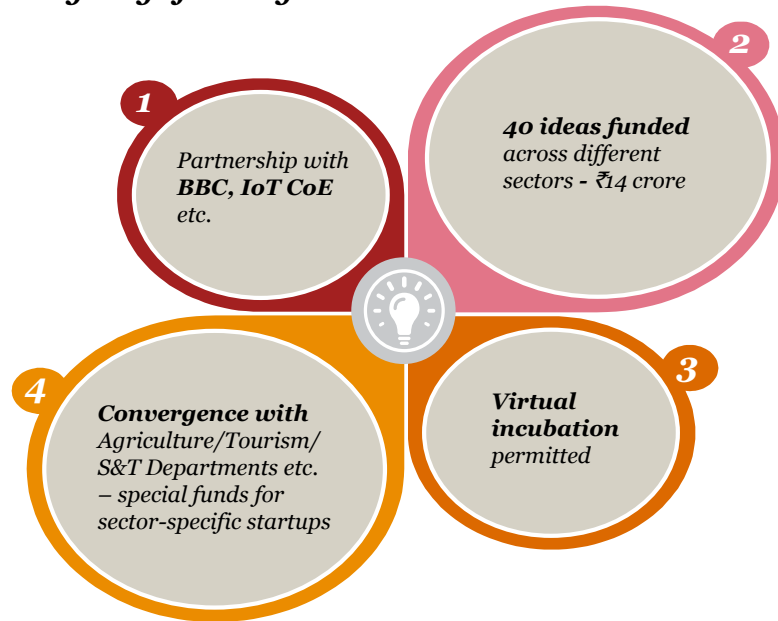 1
Partnership with
BBC, IoT CoE
etc.
2
40 ideas funded
across different
sectors - ₹14 crore
3
Virtual
incubation
permitted
4
Convergence with
Agriculture/Tourism/
S&T Departments etc.
– special funds for
sector-specific startups